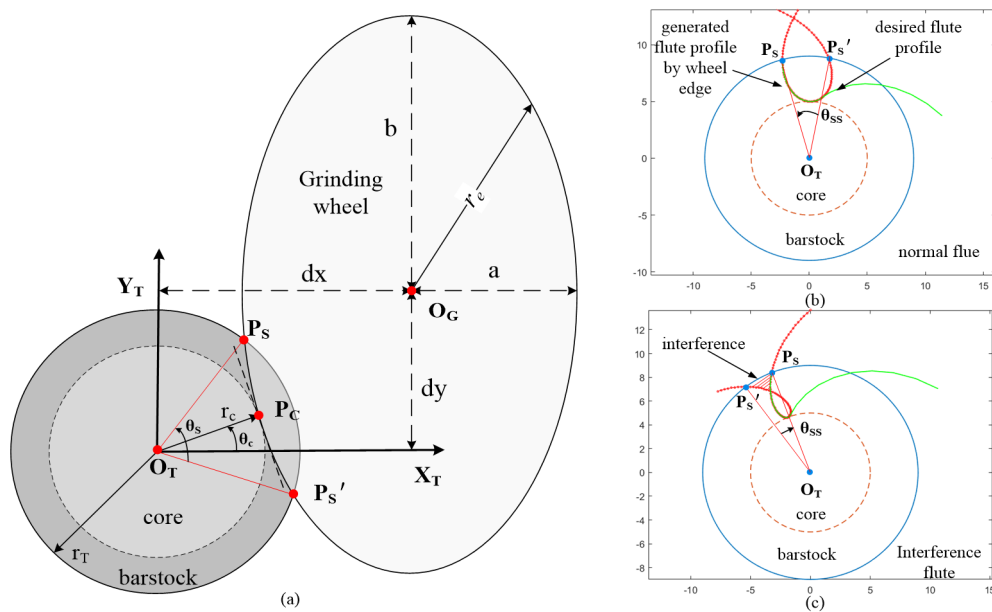 b
Grinding
wheel
rₑ
Y_T
dx
a
O_G
P_S
dy
P_C
r_c
θ_s
θ_c
O_T
X_T
P_S′
core
r_T
barstock
(a)
generated
flute profile
by wheel
edge
P_S
P_S′
desired flute
profile
θ_SS
O_T
core
barstock
normal flue
10
5
0
-5
-10
-10
-5
0
5
10
15
(b)
interference
P_S
P_S′
θ_SS
O_T
core
barstock
Interference
flute
12
10
8
6
4
2
0
-2
-4
-6
-8
-10
-5
0
5
10
15
(c)